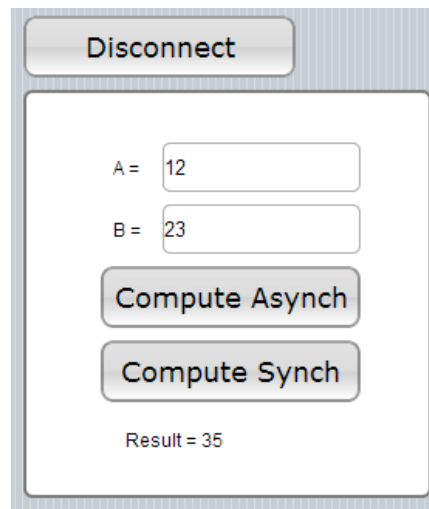 Disconnect
A = 12
B = 23
Compute Asynch
Compute Synch
Result = 35